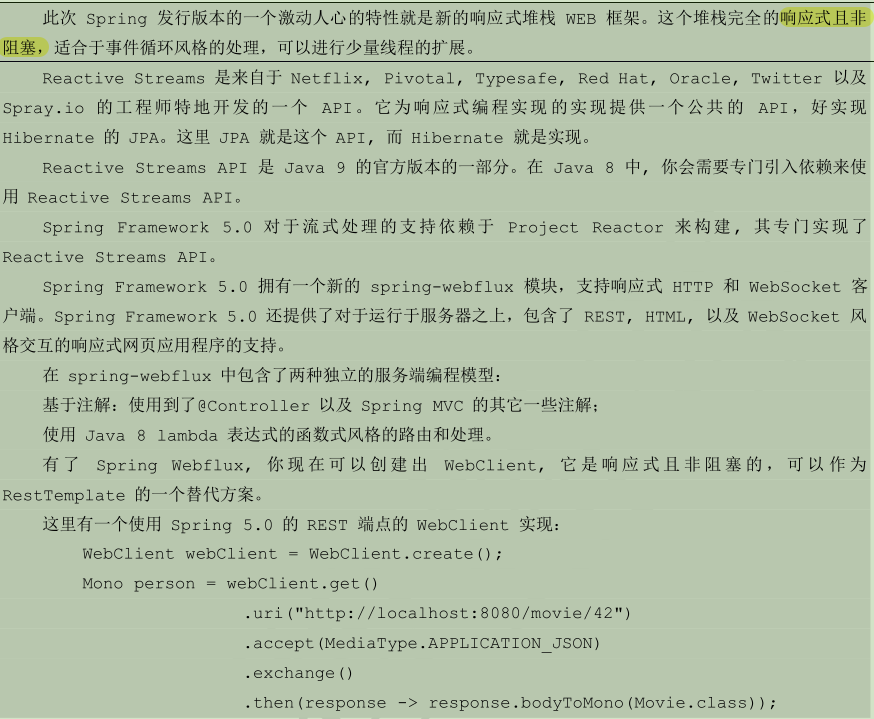 此次 Spring 发行版本的一个激动人心的特性就是新的响应式堆栈 WEB 框架。这个堆栈完全的响应式且非
阻塞，适合于事件循环风格的处理，可以进行少量线程的扩展。
Reactive Streams 是来自于 Netflix, Pivotal, Typesafe, Red Hat, Oracle, Twitter 以及
Spray.io 的工程师特地开发的一个 API。它为响应式编程实现的实现提供一个公共的 API，好实现
Hibernate 的 JPA。这里 JPA 就是这个 API, 而 Hibernate 就是实现。
Reactive Streams API 是 Java 9 的官方版本的一部分。在 Java 8 中, 你会需要专门引入依赖来使
用 Reactive Streams API。
Spring Framework 5.0 对于流式处理的支持依赖于 Project Reactor 来构建, 其专门实现了
Reactive Streams API。
Spring Framework 5.0 拥有一个新的 spring-webflux 模块，支持响应式 HTTP 和 WebSocket 客
户端。Spring Framework 5.0 还提供了对于运行于服务器之上，包含了 REST, HTML, 以及 WebSocket 风
格交互的响应式网页应用程序的支持。
在 spring-webflux 中包含了两种独立的服务端编程模型：
基于注解：使用到了@Controller 以及 Spring MVC 的其它一些注解；
使用 Java 8 lambda 表达式的函数式风格的路由和处理。
有了 Spring Webflux, 你现在可以创建出 WebClient, 它是响应式且非阻塞的，可以作为
RestTemplate 的一个替代方案。
这里有一个使用 Spring 5.0 的 REST 端点的 WebClient 实现：
WebClient webClient = WebClient.create();
Mono person = webClient.get()
.uri("http://localhost:8080/movie/42")
.accept(MediaType.APPLICATION_JSON)
.exchange()
.then(response -> response.bodyToMono(Movie.class));